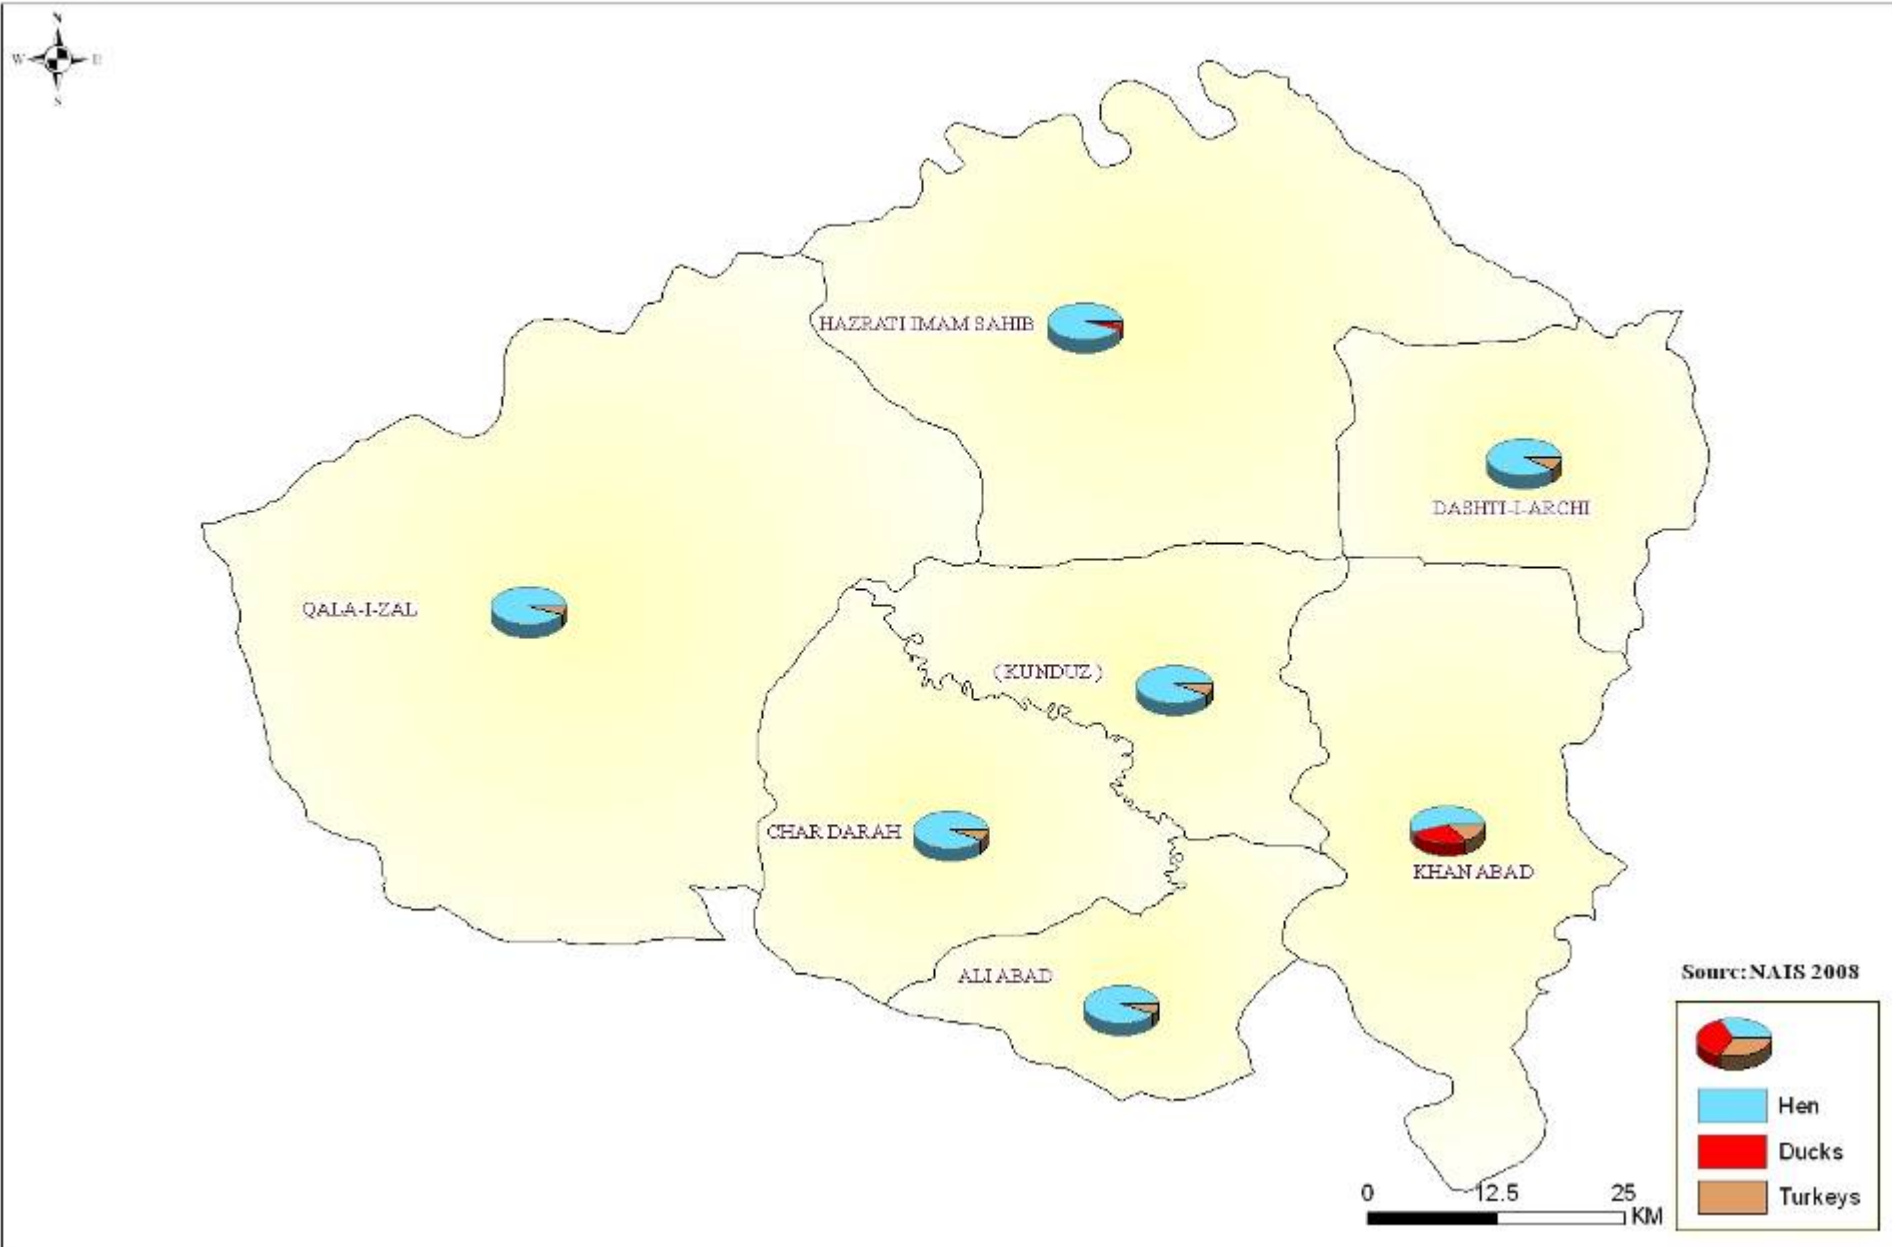 N
W E
S
HAZRATI IMAM SAHIB
DASHTI-I-ARCHI
QALA-I-ZAL
(KUNDUZ)
CHAR DARAH
KHAN ABAD
ALI ABAD
Sourc: NAIS 2008
Hen
Ducks
Turkeys
0 12.5 25
KM